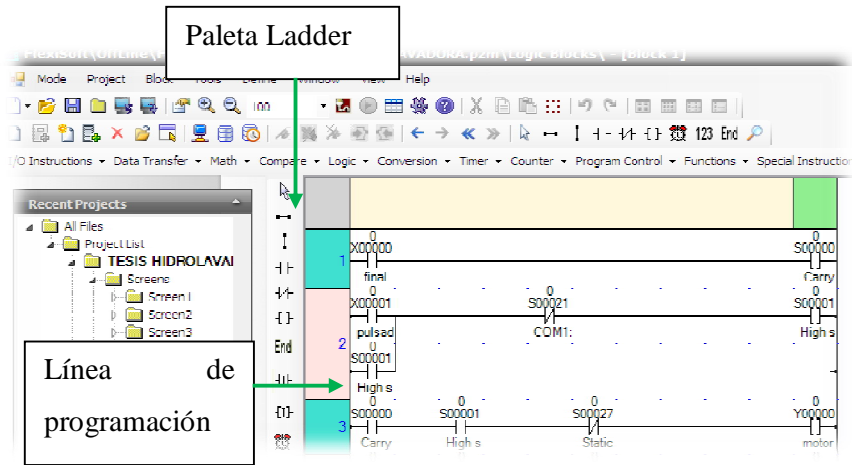 Paleta Ladder
FlexiSoft\OnLine\ AVADORA.p2m\Logic Blocks\ - [Block 1]
Mode Project Block Tools Define Window View Help
100
123 End
I/O Instructions Data Transfer Math Compare Logic Conversion Timer Counter Program Control Functions Special Instruction
Recent Projects
All Files
Project List
TESIS HIDROLAVA
Screens
Screen1
Screen2
Screen3
End
Línea de
programación
0 0
X00000 S00000
1
final Carry
0 0 0
X00001 S00021 S00001
pulsad COM1: High s
2
0
S00001
High s
0 0 0 0
S00000 S00001 S00027 Y00000
3
Carry High s Static motor